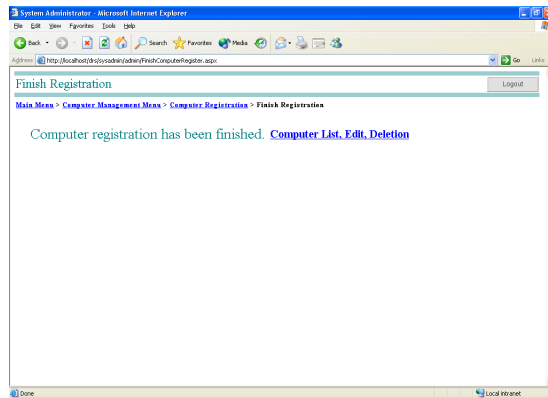 System Administrator - Microsoft Internet Explorer
File Edit View Favorites Tools Help
Back Search Favorites Media
Address http://localhost/drs/sysadmin/admin/FinishComputerRegister.aspx Go Links
Finish Registration Logout
Main Menu > Computer Management Menu > Computer Registration > Finish Registration
Computer registration has been finished. Computer List, Edit, Deletion
Done Local intranet